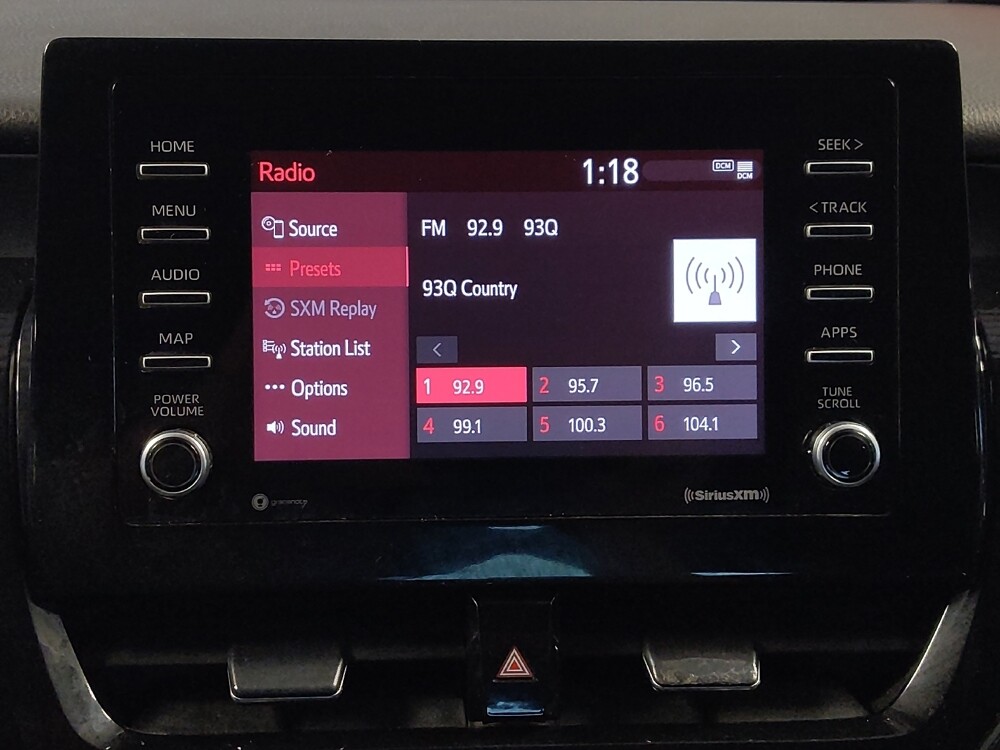 HOME
MENU
AUDIO
MAP
POWER
VOLUME
Radio
1:18
DCM
DCM
Source
Presets
SXM Replay
Station List
Options
Sound
FM 92.9 93Q
93Q Country
< >
1 92.9 2 95.7 3 96.5
4 99.1 5 100.3 6 104.1
gracenote
((SiriusXM))
SEEK >
< TRACK
PHONE
APPS
TUNE
SCROLL